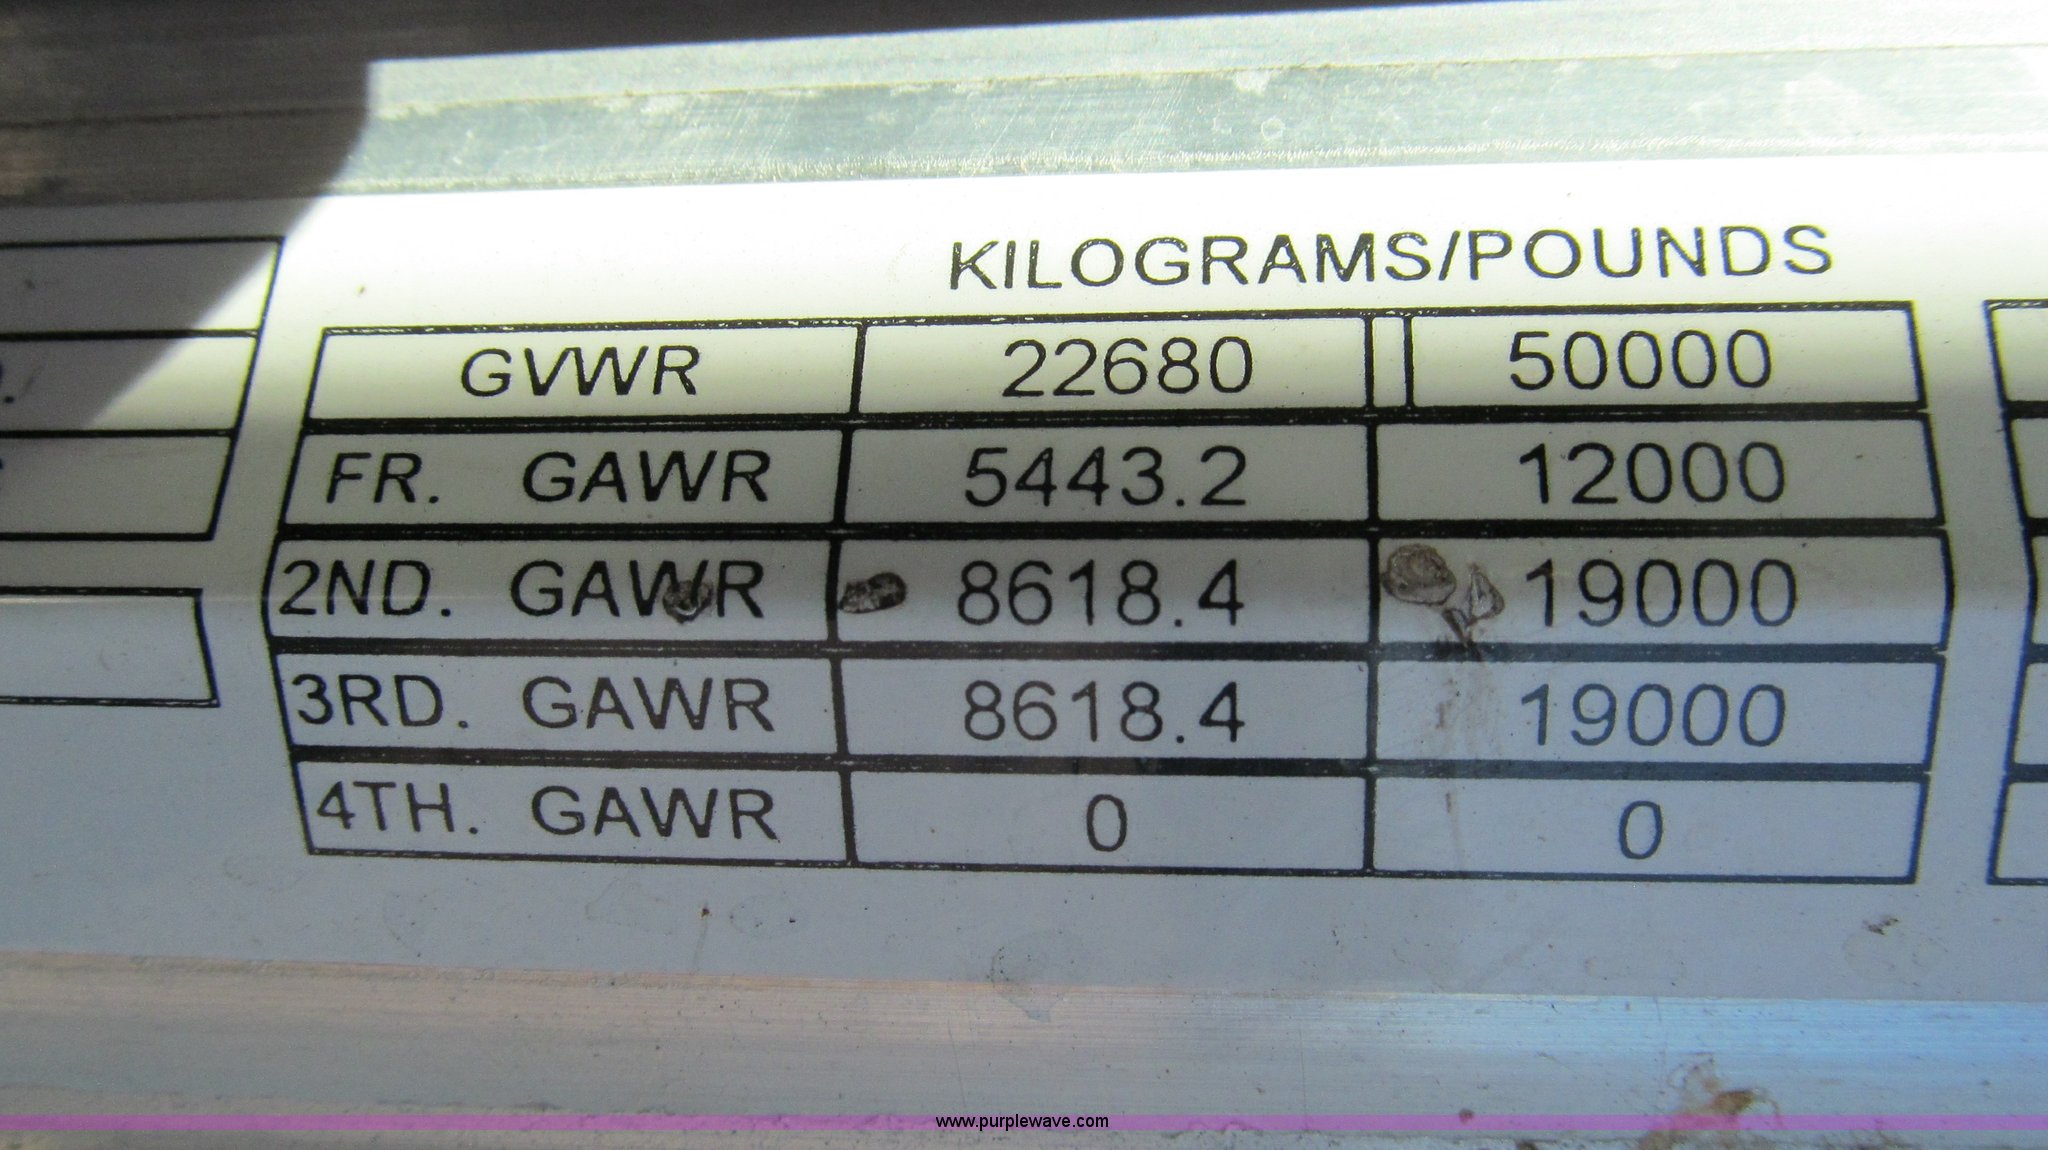 KILOGRAMS/POUNDS
GVWR 22680 50000
FR. GAWR 5443.2 12000
2ND. GAWR 8618.4 19000
3RD. GAWR 8618.4 19000
4TH. GAWR 0 0
www.purplewave.com